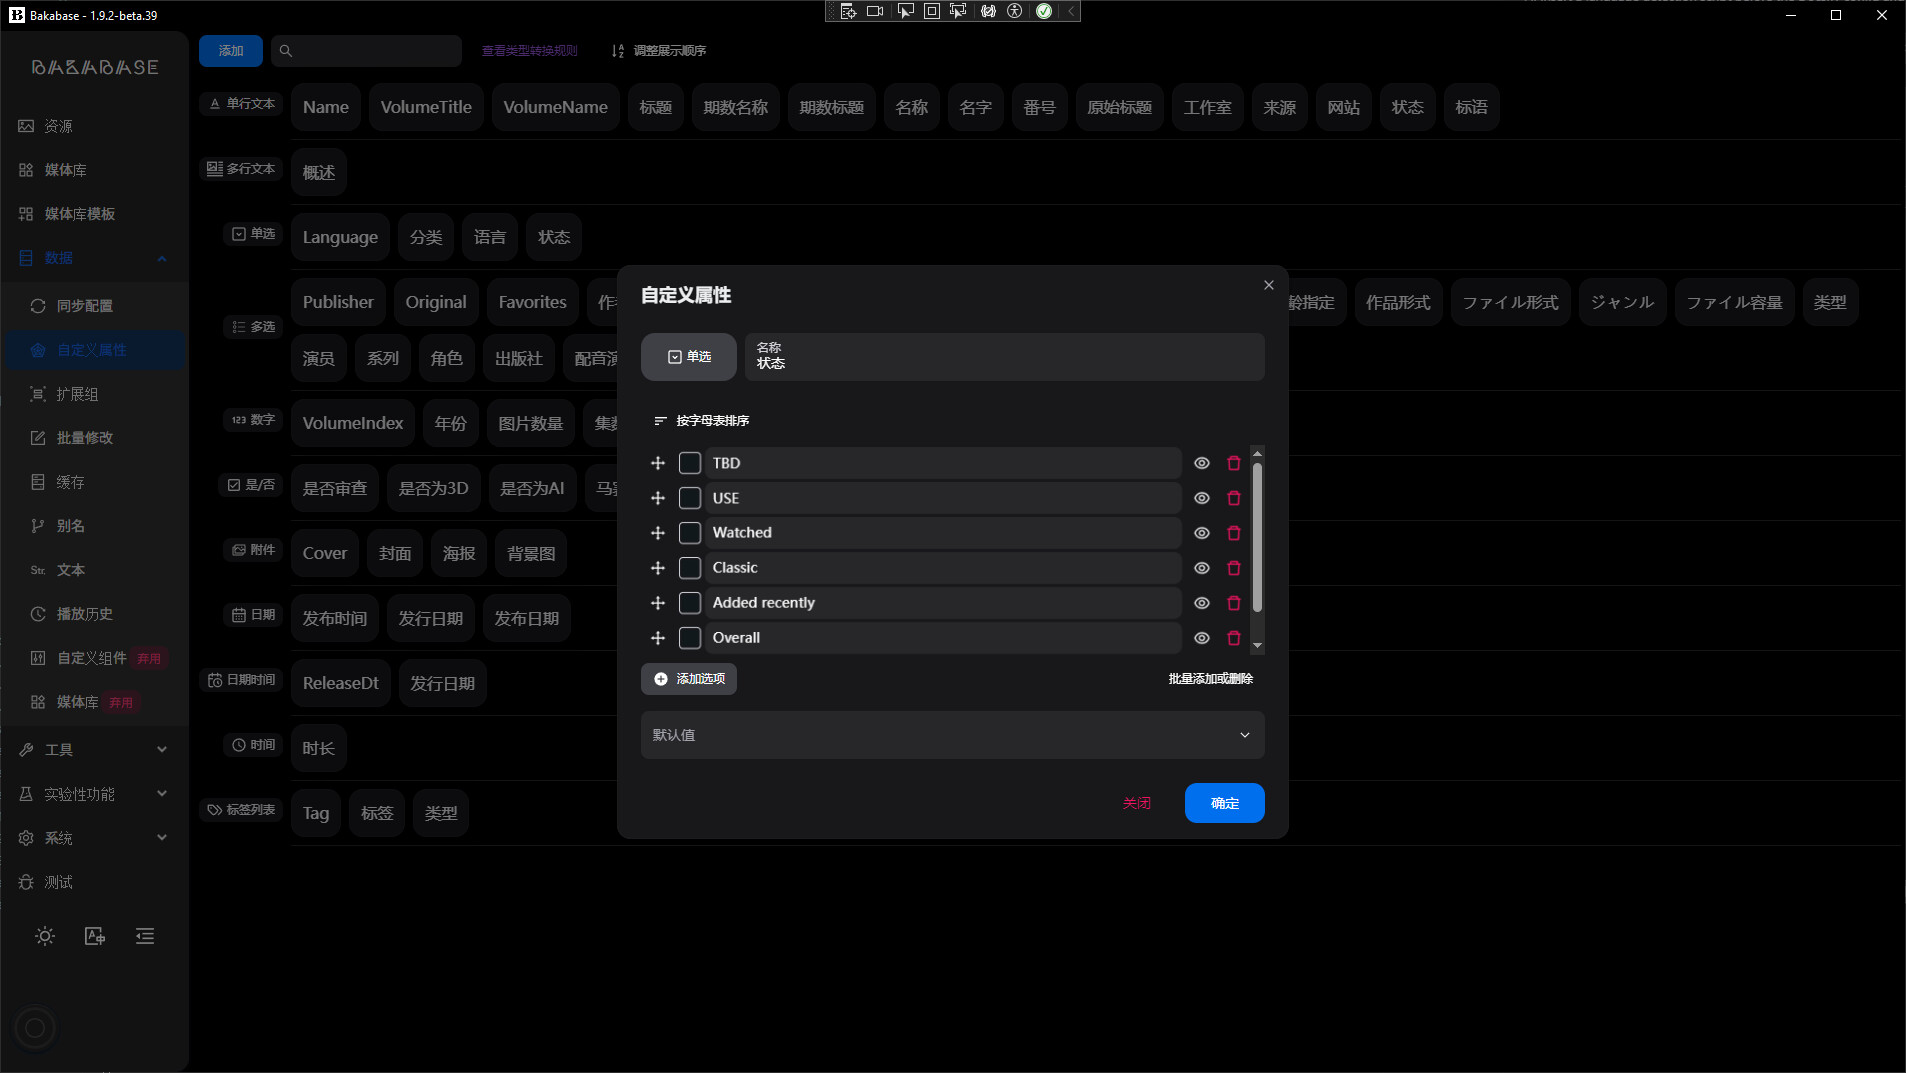 Bakabase - 1.9.2-beta.39
BAKABASE
添加
查看类型转换规则
调整展示顺序
资源
媒体库
媒体库模板
数据
同步配置
自定义属性
扩展组
批量修改
缓存
别名
Str. 文本
播放历史
自定义组件 弃用
媒体库 弃用
工具
实验性功能
系统
测试
单行文本 Name VolumeTitle VolumeName 标题 期数名称 期数标题 名称 名字 番号 原始标题 工作室 来源 网站 状态 标语
多行文本 概述
单选 Language 分类 语言 状态
多选 Publisher Original Favorites 龄指定 作品形式 ファイル形式 ジャンル ファイル容量 类型
演员 系列 角色 出版社 配音演
123 数字 VolumeIndex 年份 图片数量 集数
是/否 是否审查 是否为3D 是否为AI
附件 Cover 封面 海报 背景图
日期 发布时间 发行日期 发布日期
日期时间 ReleaseDt 发行日期
时间 时长
标签列表 Tag 标签 类型
自定义属性
单选
名称
状态
按字母表排序
TBD
USE
Watched
Classic
Added recently
Overall
添加选项
批量添加或删除
默认值
关闭
确定